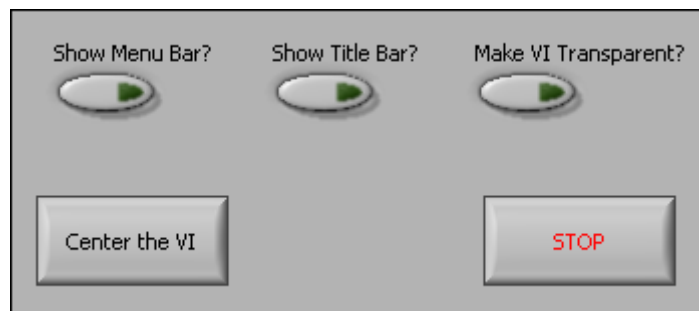 Show Menu Bar?
Show Title Bar?
Make VI Transparent?
Center the VI
STOP